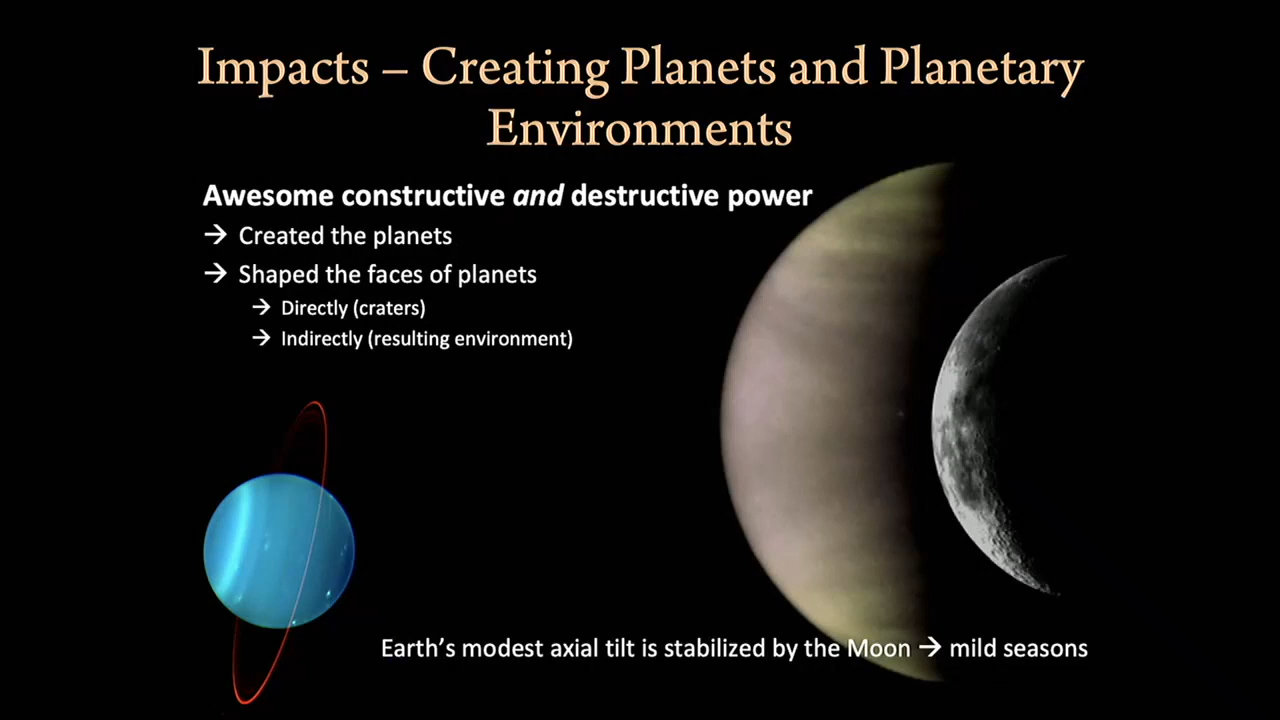 Impacts – Creating Planets and Planetary
Environments
Awesome constructive and destructive power
→ Created the planets
→ Shaped the faces of planets
→ Directly (craters)
→ Indirectly (resulting environment)
Earth's modest axial tilt is stabilized by the Moon → mild seasons